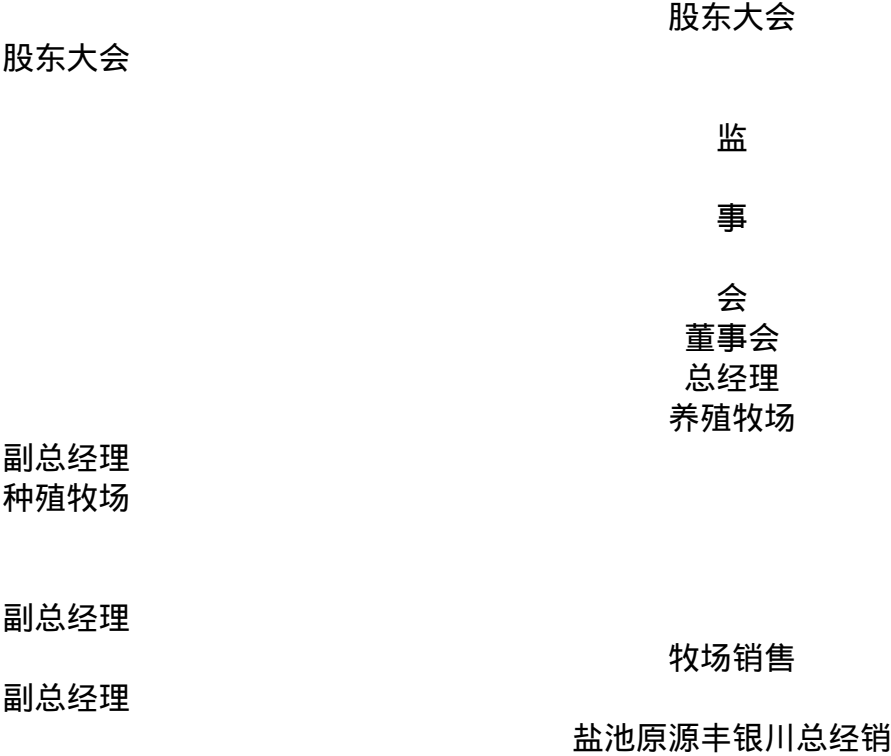 股东大会
股东大会
监
事
会
董事会
总经理
养殖牧场
副总经理
种殖牧场
副总经理
牧场销售
副总经理
盐池原源丰银川总经销